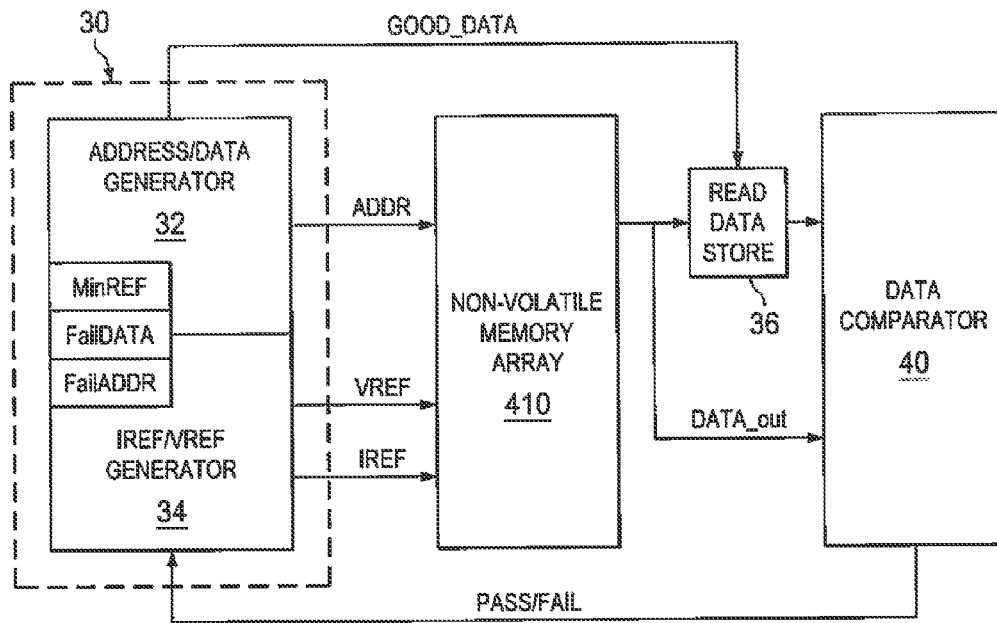 30
GOOD_DATA
ADDRESS/DATA
GENERATOR
32
MinREF
FailDATA
FailADDR
IREF/VREF
GENERATOR
34
ADDR
VREF
IREF
NON-VOLATILE
MEMORY
ARRAY
410
READ
DATA
STORE
36
DATA_out
DATA
COMPARATOR
40
PASS/FAIL